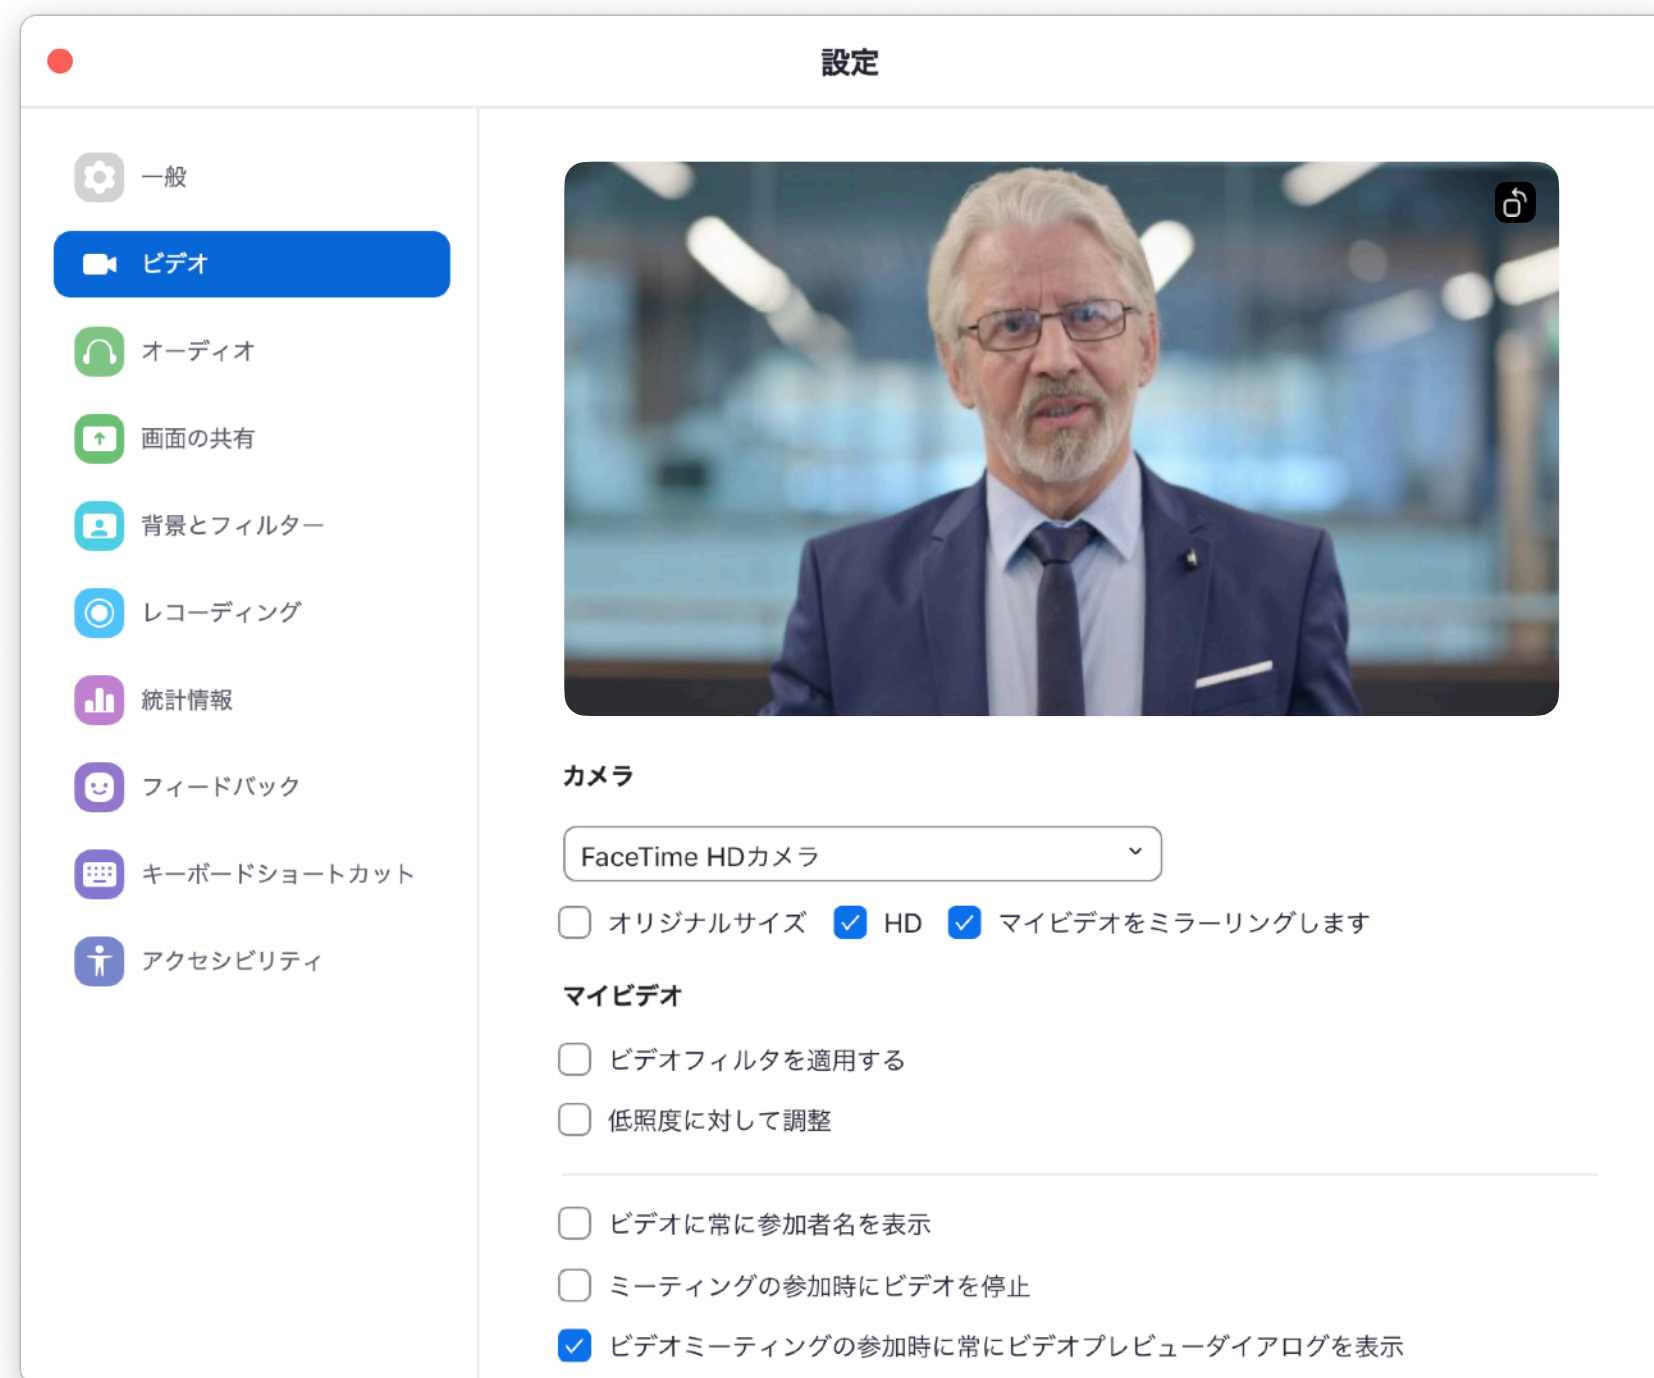 設定
一般
ビデオ
オーディオ
画面の共有
背景とフィルター
レコーディング
統計情報
フィードバック
キーボードショートカット
アクセシビリティ
カメラ
FaceTime HDカメラ
オリジナルサイズ HD マイビデオをミラーリングします
マイビデオ
ビデオフィルタを適用する
低照度に対して調整
ビデオに常に参加者名を表示
ミーティングの参加時にビデオを停止
ビデオミーティングの参加時に常にビデオプレビューダイアログを表示